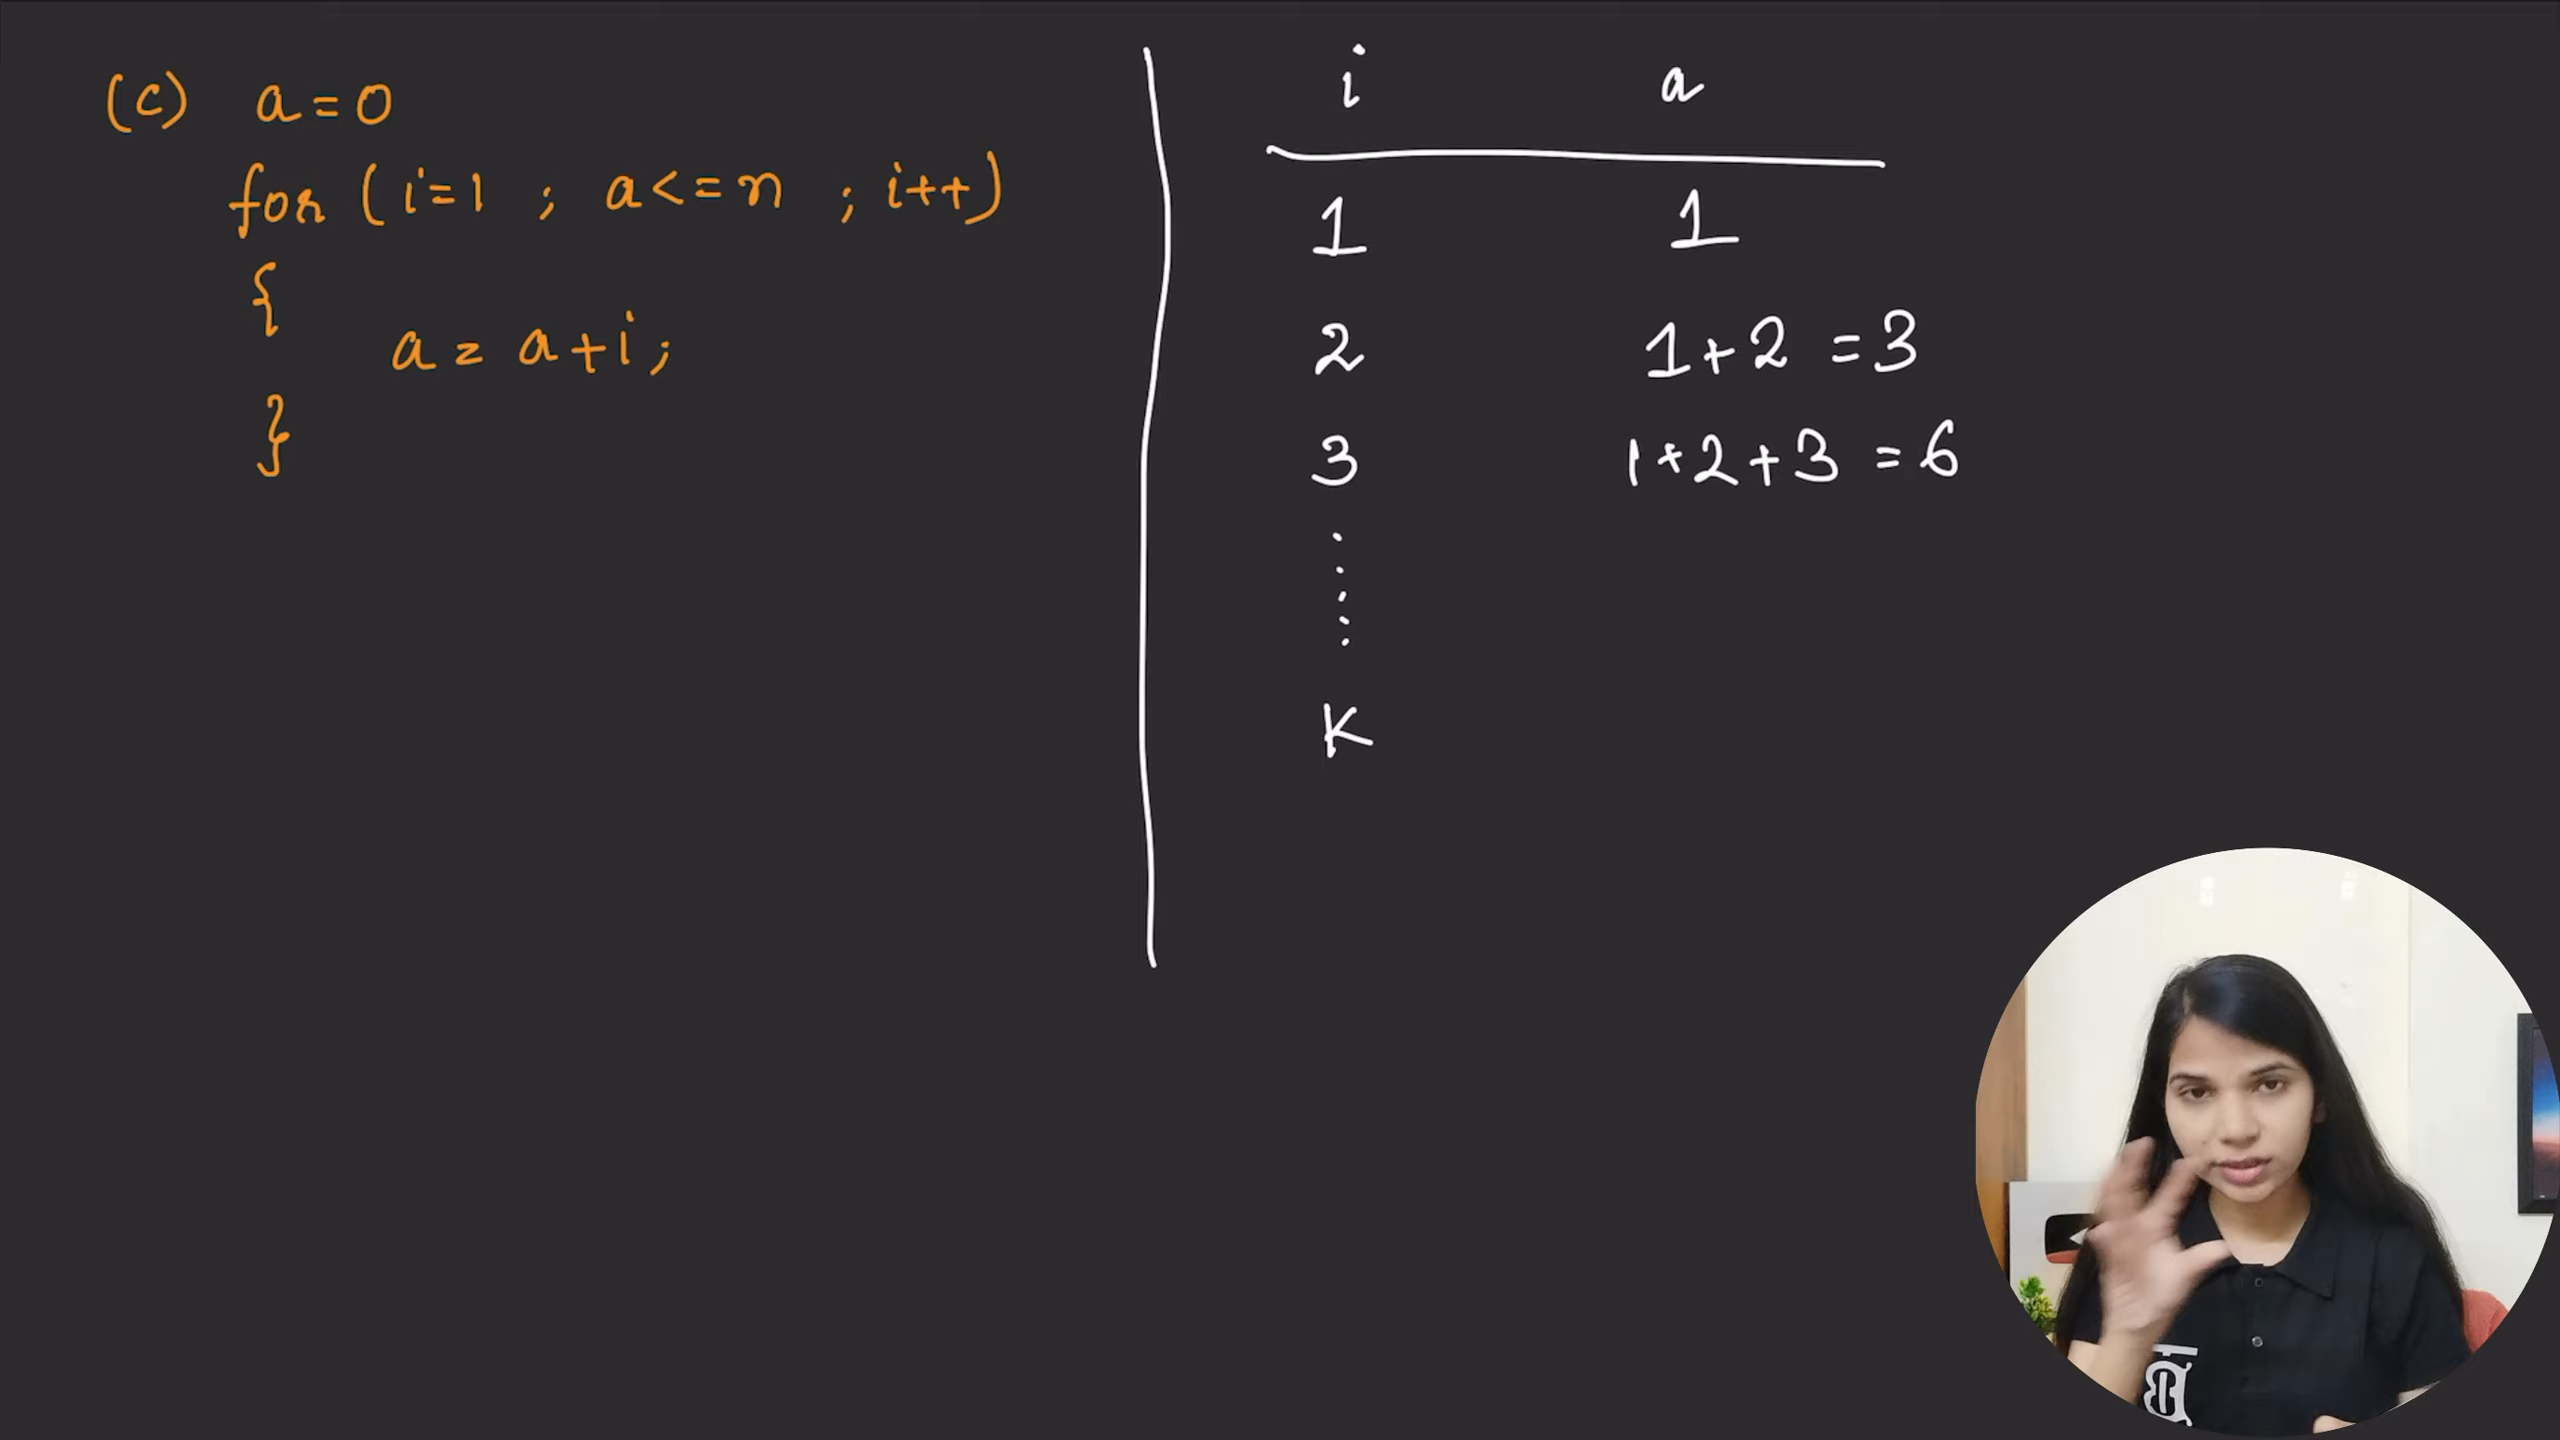 (c) a = 0
for ( i=1 ; a<=n ; i++)
{
a = a+i;
}
i a
1 1
2 1+2 =3
3 1+2+3 =6
⋮
K